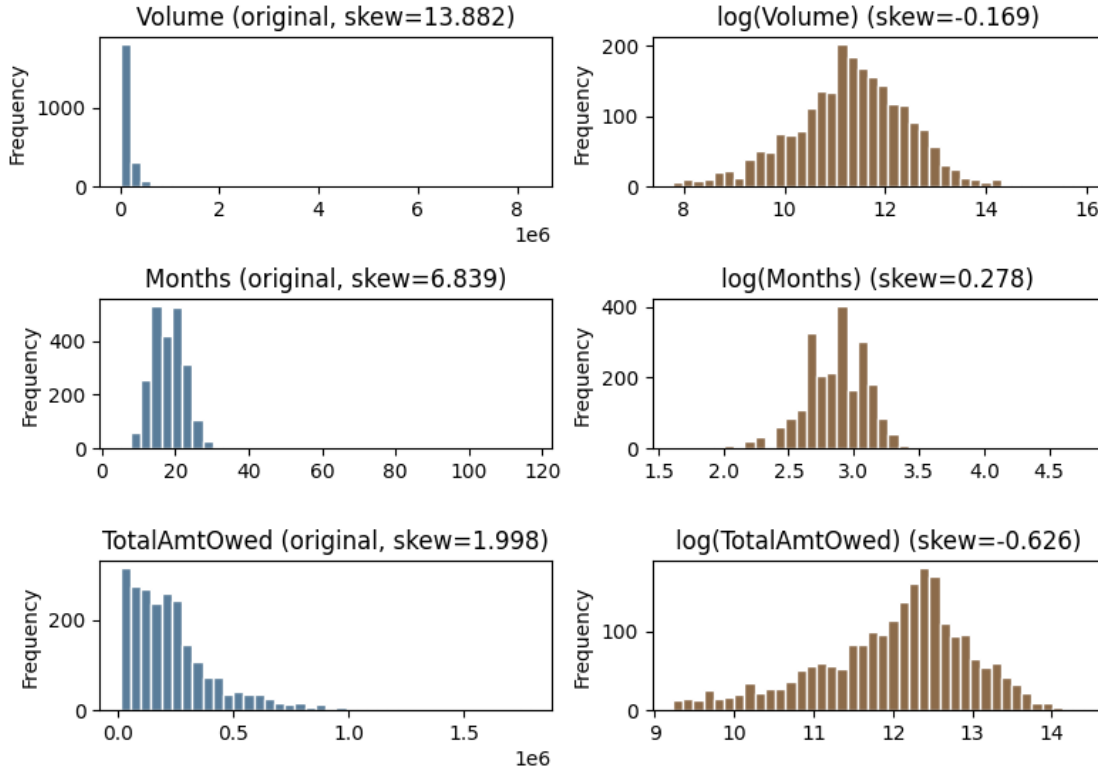 Volume (original, skew=13.882)
Frequency
1000
0
0 2 4 6 8
1e6
log(Volume) (skew=-0.169)
Frequency
200
100
0
8 10 12 14 16
Months (original, skew=6.839)
Frequency
400
200
0
0 20 40 60 80 100 120
log(Months) (skew=0.278)
Frequency
400
200
0
1.5 2.0 2.5 3.0 3.5 4.0 4.5
TotalAmtOwed (original, skew=1.998)
Frequency
200
0
0.0 0.5 1.0 1.5
1e6
log(TotalAmtOwed) (skew=-0.626)
Frequency
100
0
9 10 11 12 13 14